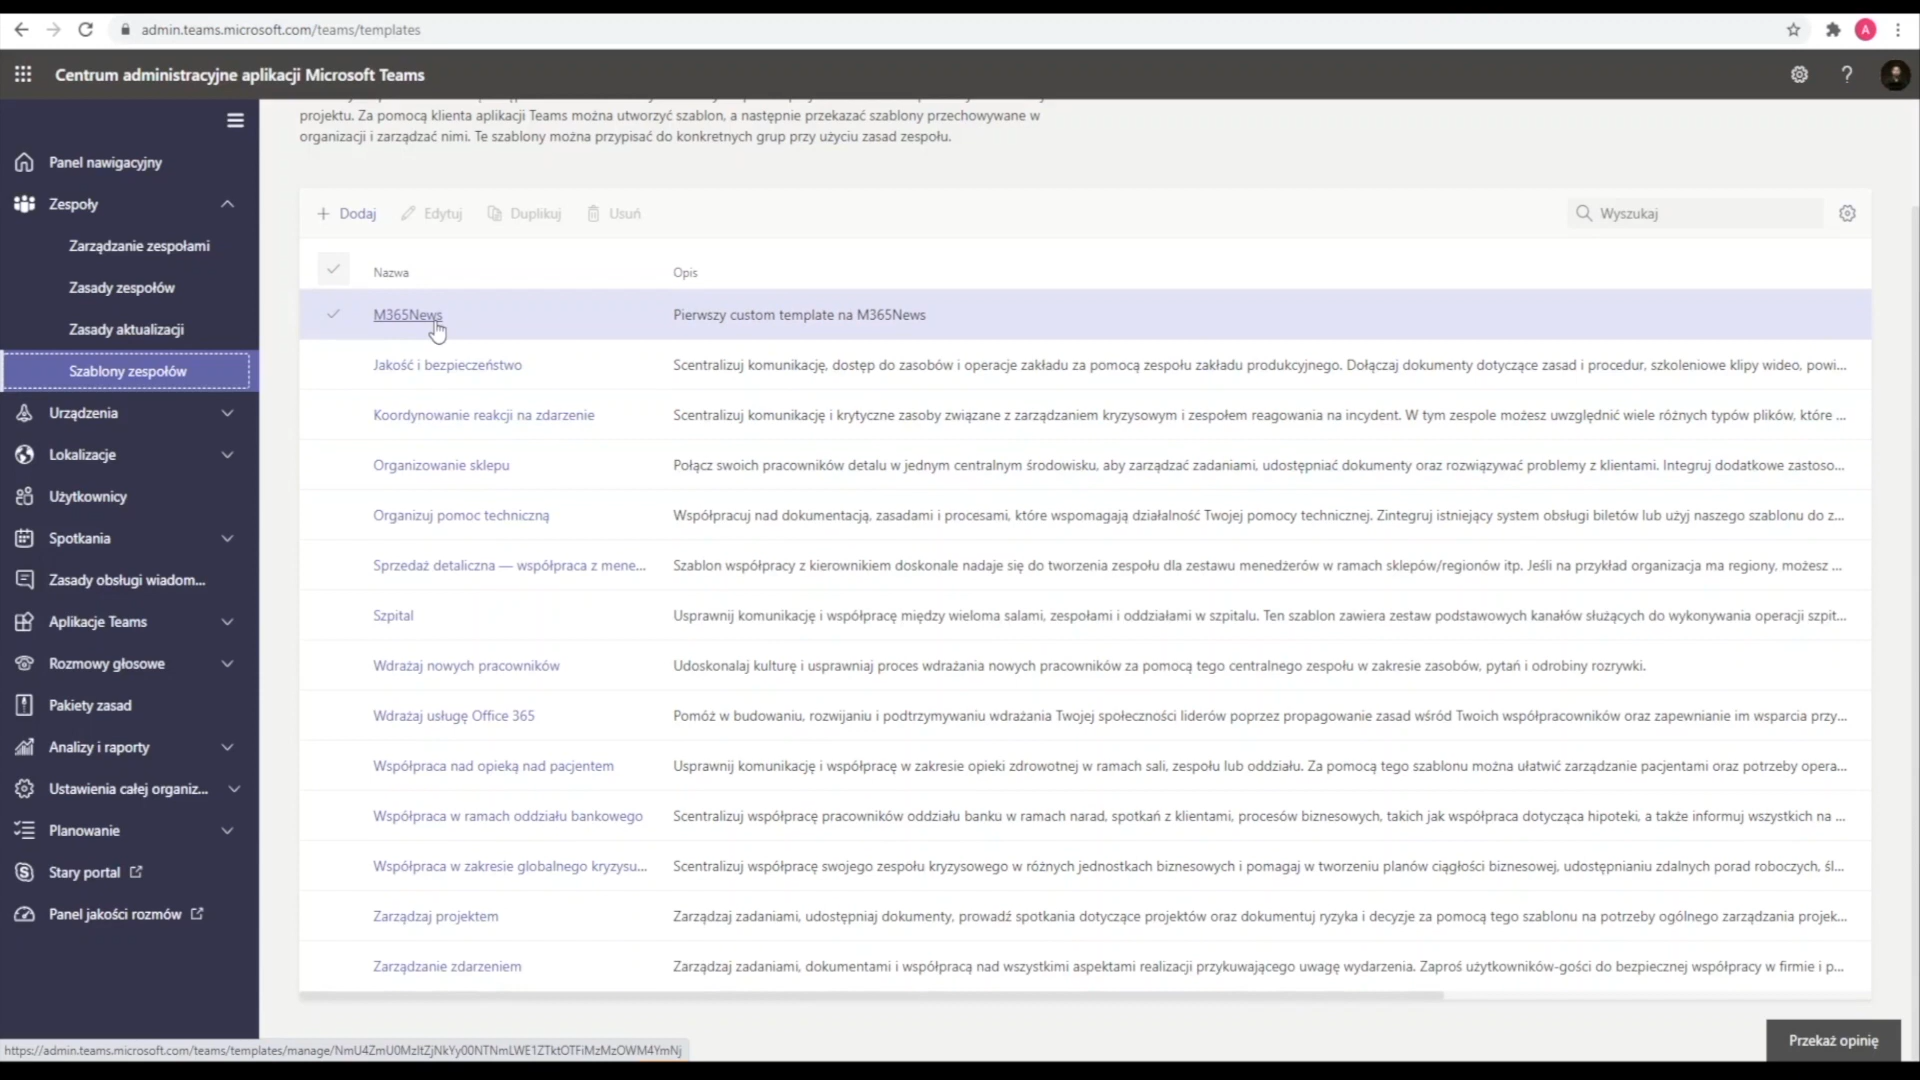 admin.teams.microsoft.com/teams/templates
A
Centrum administracyjne aplikacji Microsoft Teams
?
Panel nawigacyjny
Zespoły
Zarządzanie zespołami
Zasady zespołów
Zasady aktualizacji
Szablony zespołów
Urządzenia
Lokalizacje
Użytkownicy
Spotkania
Zasady obsługi wiadom...
Aplikacje Teams
Rozmowy głosowe
Pakiety zasad
Analizy i raporty
Ustawienia całej organiz...
Planowanie
Stary portal
Panel jakości rozmów
projektu. Za pomocą klienta aplikacji Teams można utworzyć szablon, a następnie przekazać szablony przechowywane w
organizacji i zarządzać nimi. Te szablony można przypisać do konkretnych grup przy użyciu zasad zespołu.
+ Dodaj Edytuj Duplikuj Usuń Wyszukaj
Nazwa Opis
M365News Pierwszy custom template na M365News
Jakość i bezpieczeństwo Scentralizuj komunikację, dostęp do zasobów i operacje zakładu za pomocą zespołu zakładu produkcyjnego. Dołączaj dokumenty dotyczące zasad i procedur, szkoleniowe klipy wideo, powi...
Koordynowanie reakcji na zdarzenie Scentralizuj komunikację i krytyczne zasoby związane z zarządzaniem kryzysowym i zespołem reagowania na incydent. W tym zespole możesz uwzględnić wiele różnych typów plików, które ...
Organizowanie sklepu Połącz swoich pracowników detalu w jednym centralnym środowisku, aby zarządzać zadaniami, udostępniać dokumenty oraz rozwiązywać problemy z klientami. Integruj dodatkowe zastoso...
Organizuj pomoc techniczną Współpracuj nad dokumentacją, zasadami i procesami, które wspomagają działalność Twojej pomocy technicznej. Zintegruj istniejący system obsługi biletów lub użyj naszego szablonu do z...
Sprzedaż detaliczna — współpraca z mene... Szablon współpracy z kierownikiem doskonale nadaje się do tworzenia zespołu dla zestawu menedżerów w ramach sklepów/regionów itp. Jeśli na przykład organizacja ma regiony, możesz ...
Szpital Usprawnij komunikację i współpracę między wieloma salami, zespołami i oddziałami w szpitalu. Ten szablon zawiera zestaw podstawowych kanałów służących do wykonywania operacji szpit...
Wdrażaj nowych pracowników Udoskonalaj kulturę i usprawniaj proces wdrażania nowych pracowników za pomocą tego centralnego zespołu w zakresie zasobów, pytań i odrobiny rozrywki.
Wdrażaj usługę Office 365 Pomóż w budowaniu, rozwijaniu i podtrzymywaniu wdrażania Twojej społeczności liderów poprzez propagowanie zasad wśród Twoich współpracowników oraz zapewnianie im wsparcia przy...
Współpraca nad opieką nad pacjentem Usprawnij komunikację i współpracę w zakresie opieki zdrowotnej w ramach sali, zespołu lub oddziału. Za pomocą tego szablonu można ułatwić zarządzanie pacjentami oraz potrzeby opera...
Współpraca w ramach oddziału bankowego Scentralizuj współpracę pracowników oddziału banku w ramach narad, spotkań z klientami, procesów biznesowych, takich jak współpraca dotycząca hipoteki, a także informuj wszystkich na ...
Współpraca w zakresie globalnego kryzysu... Scentralizuj współpracę swojego zespołu kryzysowego w różnych jednostkach biznesowych i pomagaj w tworzeniu planów ciągłości biznesowej, udostępnianiu zdalnych porad roboczych, śl...
Zarządzaj projektem Zarządzaj zadaniami, udostępniaj dokumenty, prowadź spotkania dotyczące projektów oraz dokumentuj ryzyka i decyzje za pomocą tego szablonu na potrzeby ogólnego zarządzania projek...
Zarządzanie zdarzeniem Zarządzaj zadaniami, dokumentami i współpracą nad wszystkimi aspektami realizacji przykuwającego uwagę wydarzenia. Zaproś użytkowników-gości do bezpiecznej współpracy w firmie i p...
Przekaż opinię